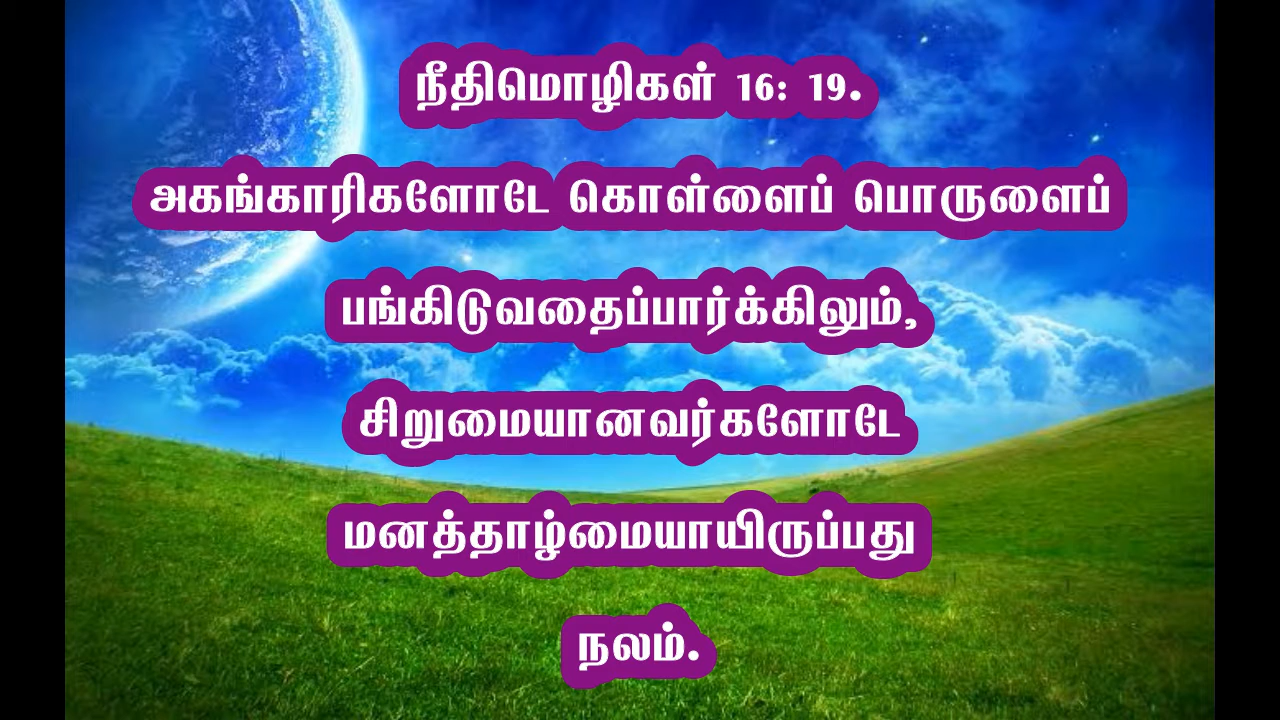 நீதிமொழிகள் 16: 19.
அகங்காரிகளோடே கொள்ளைப் பொருளைப்
பங்கிடுவதைப்பார்க்கிலும்,
சிறுமையானவர்களோடே
மனத்தாழ்மையாயிருப்பது
நலம்.